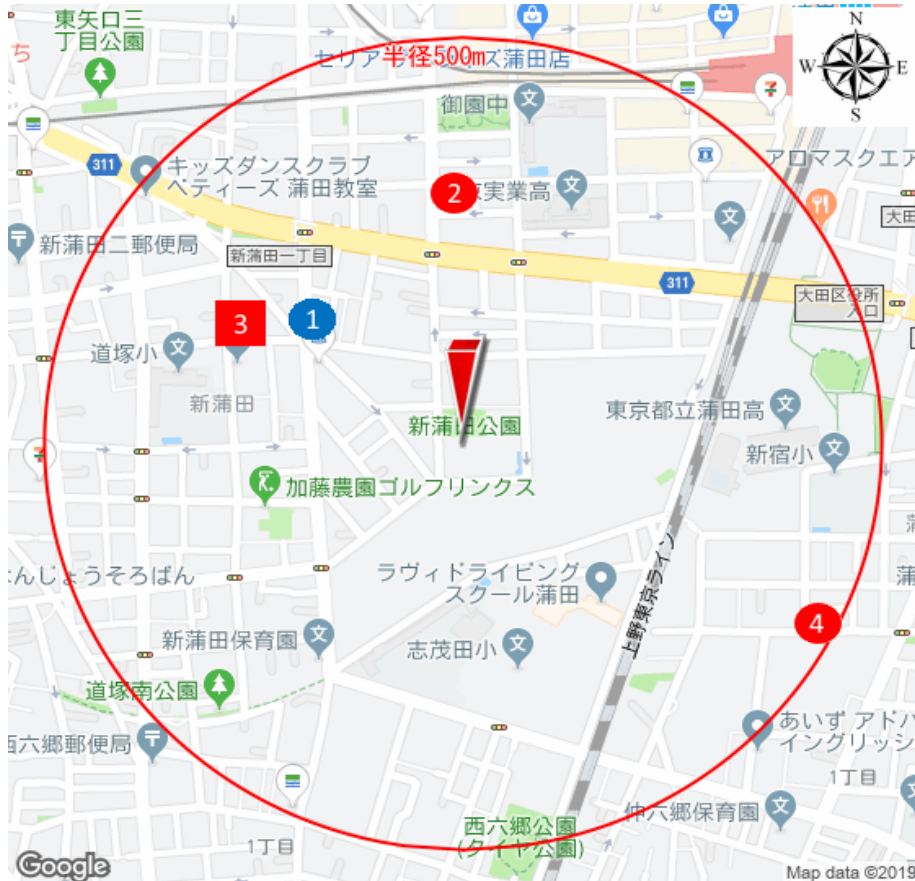 東矢口三
丁目公園
ち
セリア
半径500m
ズ蒲田店
N
W
E
S
御園中
311
キッズダンスクラブ
ベティーズ 蒲田教室
2
実業高
アロマスクエア
新蒲田二郵便局
新蒲田一丁目
大田
311
大田区役所
入口
3
1
道塚小
新蒲田
新蒲田公園
東京都立蒲田高
新宿小
加藤農園ゴルフリンクス
んじょうそろばん
ラヴィドライビング
スクール蒲田
蒲
上野東京ライン
4
新蒲田保育園
志茂田小
道塚南公園
西六郷郵便局
あいず アドバ
イングリッシ
1丁目
仲六郷保育園
西六郷公園
(タイヤ公園)
1丁目
Google
Map data ©2019